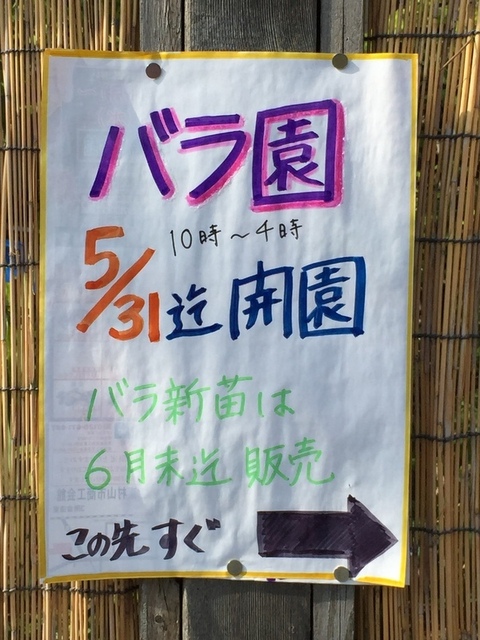 バラ園
10時～4時
5/31迄開園
バラ新苗は
6月末迄販売
この先すぐ